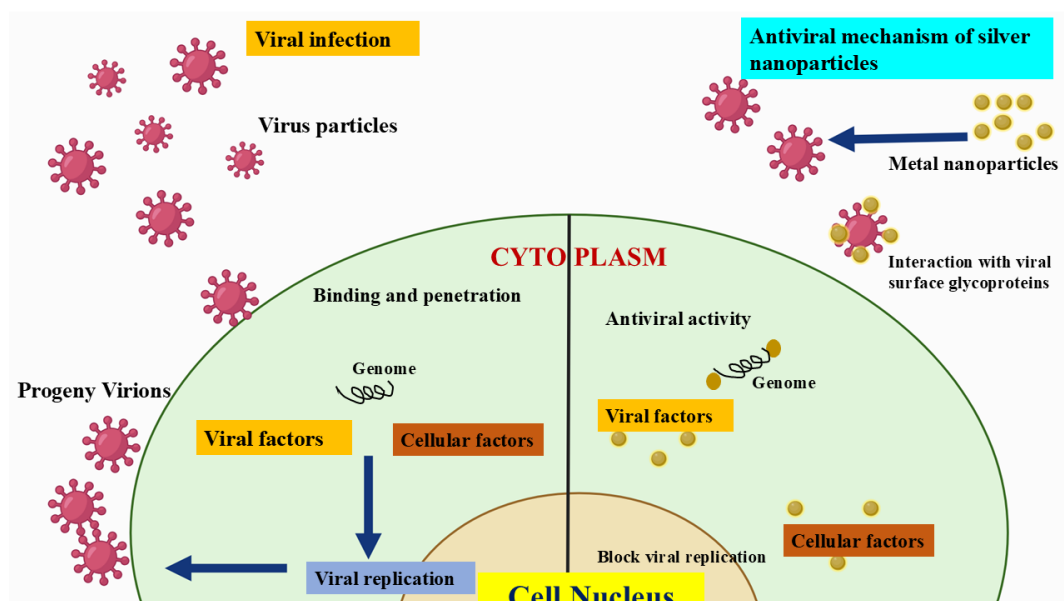 Viral infection
Virus particles
Antiviral mechanism of silver
nanoparticles
Metal nanoparticles
Interaction with viral
surface glycoproteins
CYTO PLASM
Binding and penetration
Antiviral activity
Genome
Genome
Progeny Virions
Viral factors
Cellular factors
Viral factors
Cellular factors
Block viral replication
Viral replication
Cell Nucleus